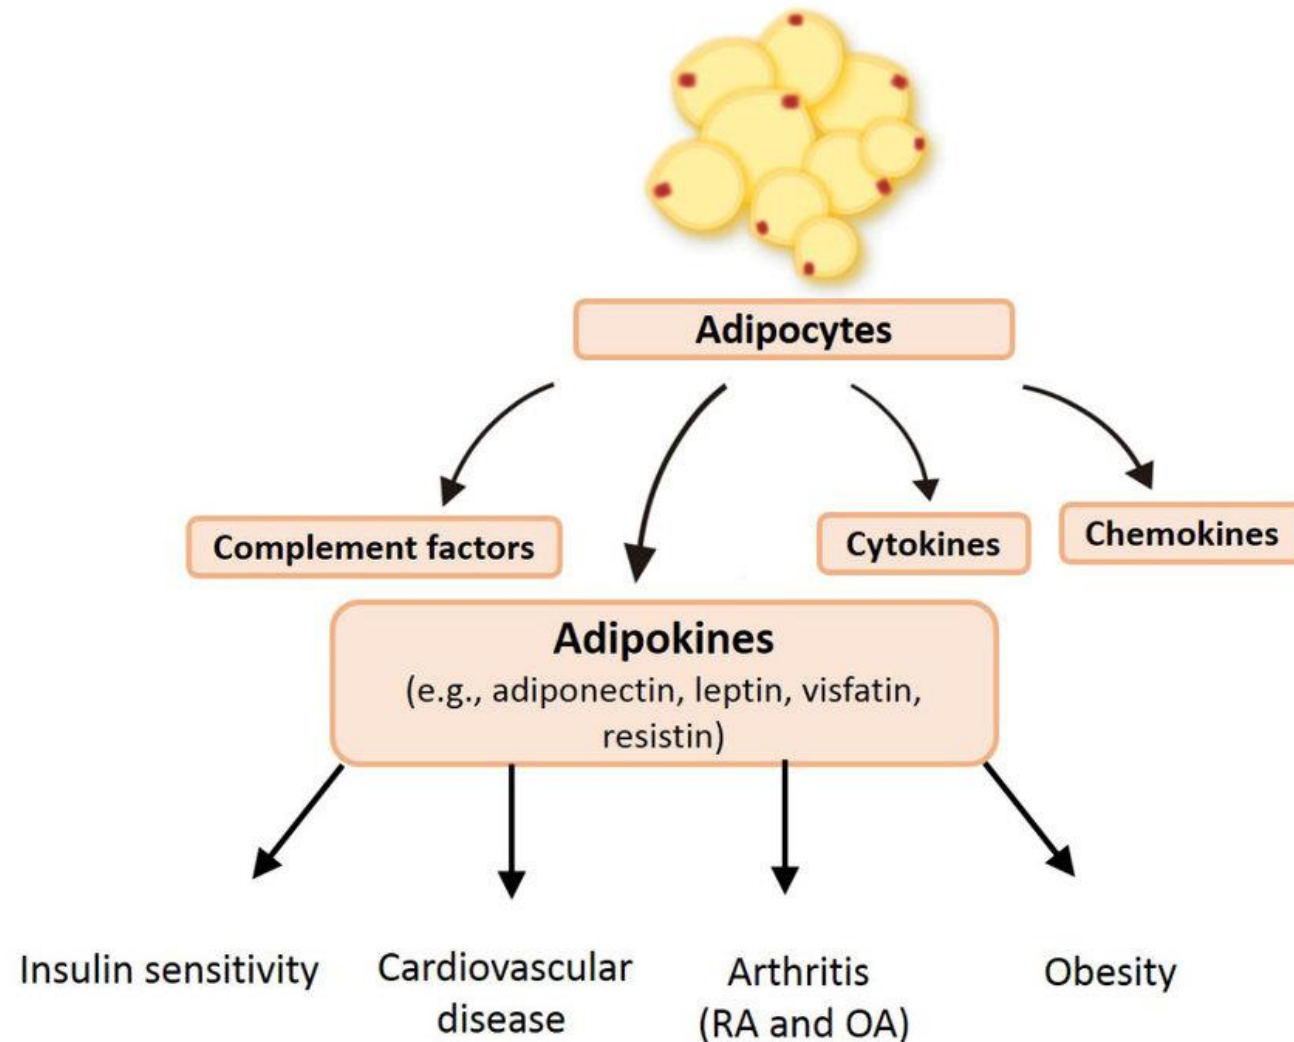 Adipocytes
Complement factors
Cytokines
Chemokines
Adipokines
(e.g., adiponectin, leptin, visfatin,
resistin)
Insulin sensitivity
Cardiovascular
disease
Arthritis
(RA and OA)
Obesity